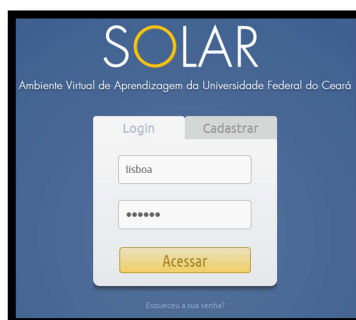 SOLAR
Ambiente Virtual de Aprendizagem da Universidade Federal do Ceará
Login Cadastrar
lisboa
••••••
Acessar
Esqueceu a sua senha?